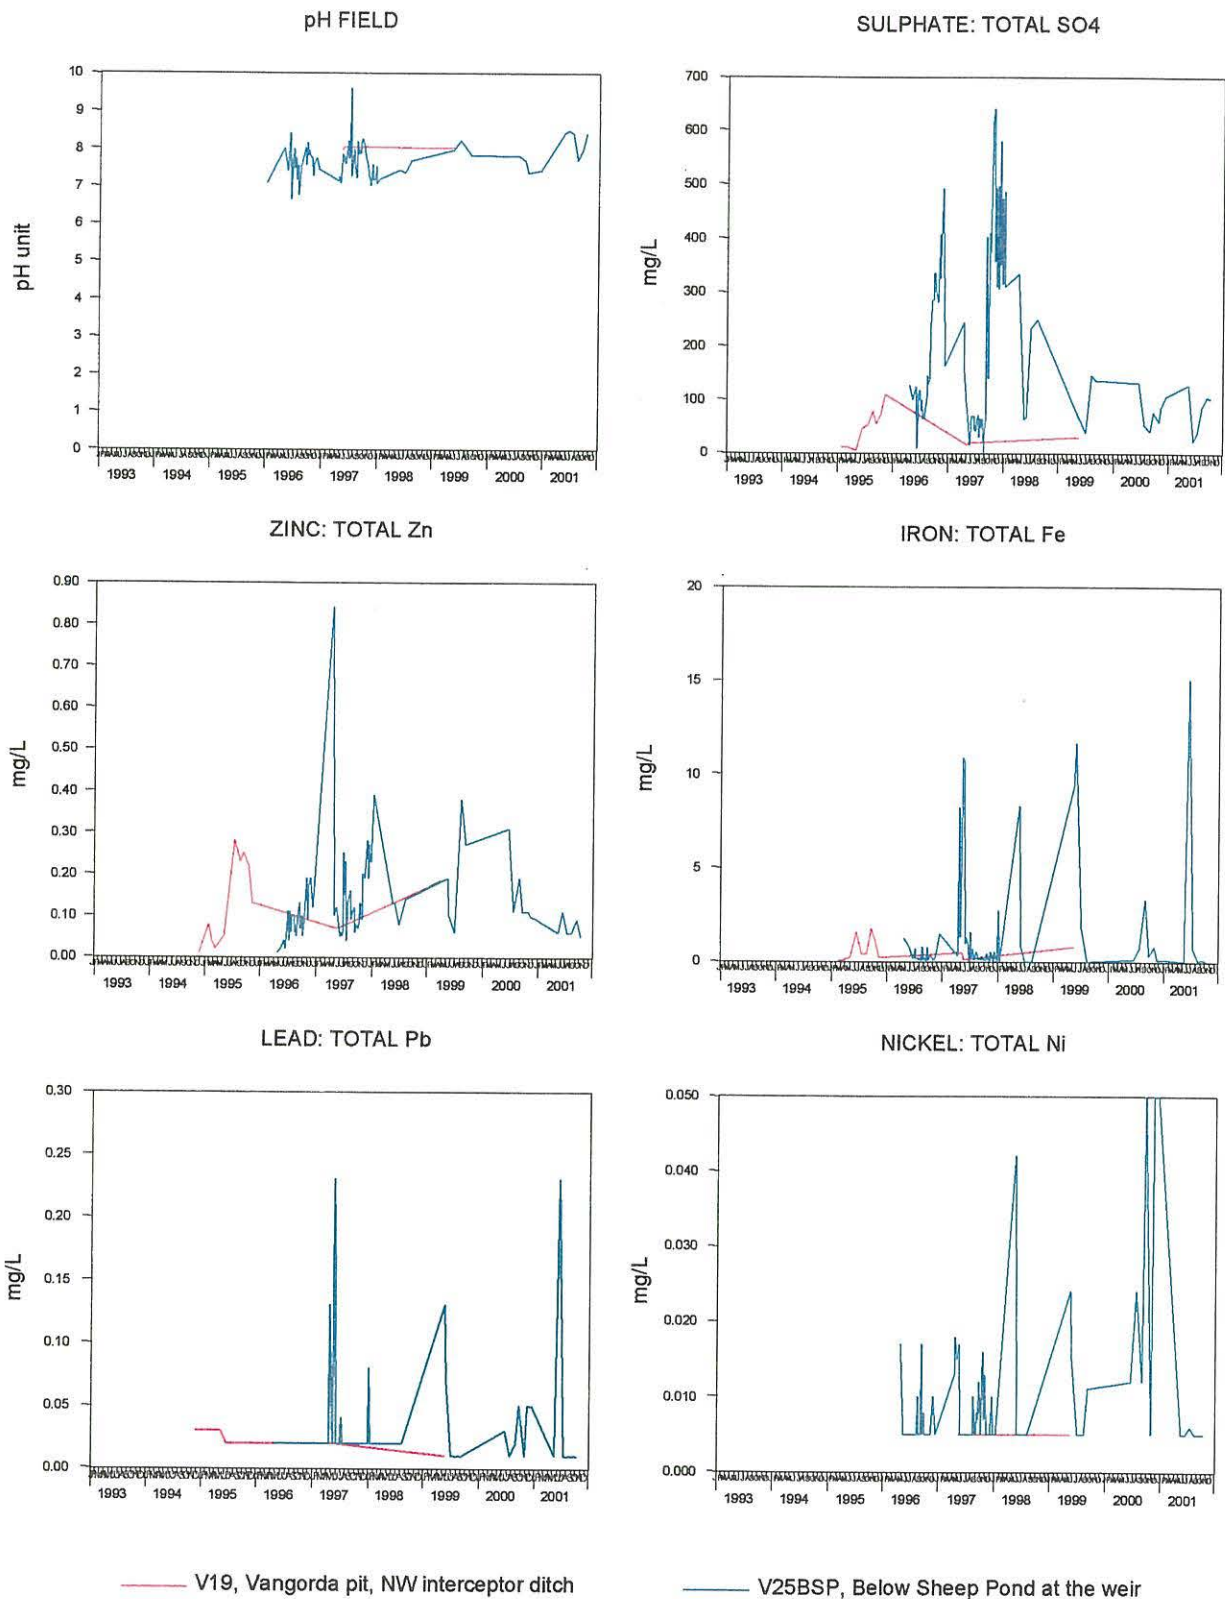 pH FIELD
SULPHATE: TOTAL SO4
pH unit
10
9
8
7
6
5
4
3
2
1
0
1993 1994 1995 1996 1997 1998 1999 2000 2001
mg/L
700
600
500
400
300
200
100
0
1993 1994 1995 1996 1997 1998 1999 2000 2001
ZINC: TOTAL Zn
IRON: TOTAL Fe
mg/L
0.90
0.80
0.70
0.60
0.50
0.40
0.30
0.20
0.10
0.00
1993 1994 1995 1996 1997 1998 1999 2000 2001
mg/L
20
15
10
5
0
1993 1994 1995 1996 1997 1998 1999 2000 2001
LEAD: TOTAL Pb
NICKEL: TOTAL Ni
mg/L
0.30
0.25
0.20
0.15
0.10
0.05
0.00
1993 1994 1995 1996 1997 1998 1999 2000 2001
mg/L
0.050
0.040
0.030
0.020
0.010
0.000
1993 1994 1995 1996 1997 1998 1999 2000 2001
V19, Vangorda pit, NW interceptor ditch
V25BSP, Below Sheep Pond at the weir